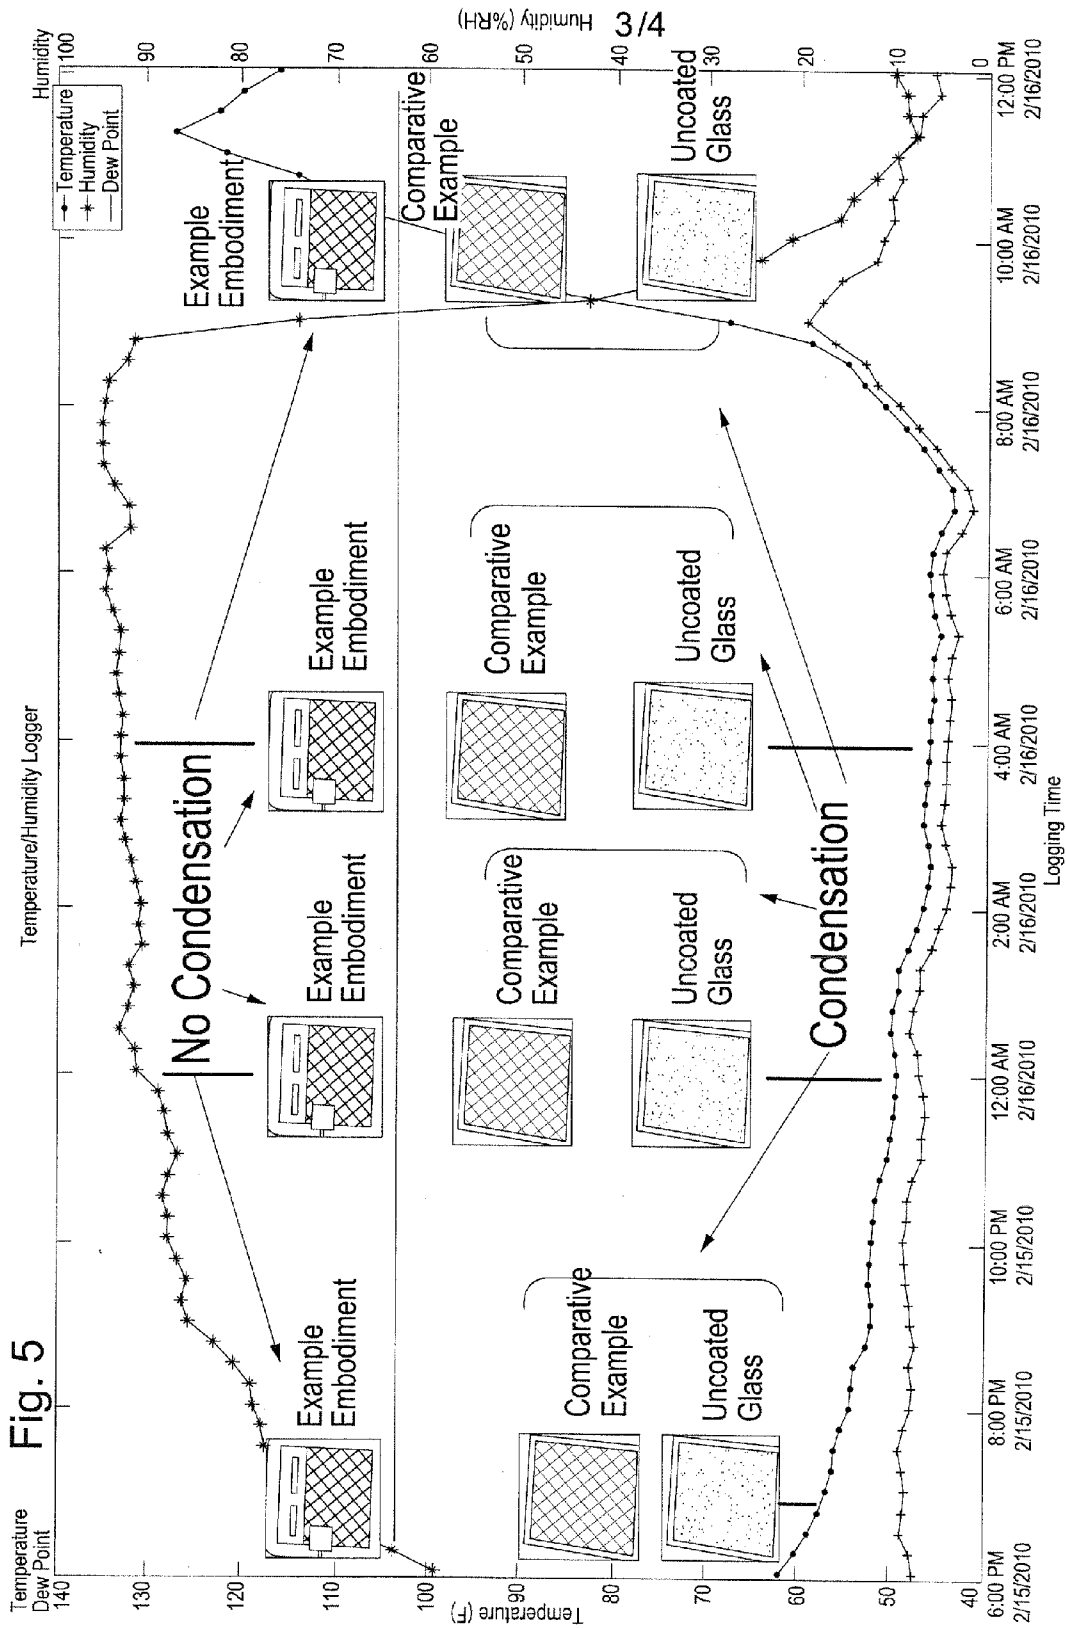 3/4
Fig. 5
Temperature/Humidity Logger
Temperature
Dew Point
Humidity
Temperature
Humidity
Dew Point
140
130
120
110
100
90
80
70
60
50
40
Temperature (F)
100
90
80
70
60
50
40
30
20
10
0
Humidity (%RH)
No Condensation
Example
Embodiment
Example
Embodiment
Example
Embodiment
Example
Embodiment
Comparative
Example
Comparative
Example
Comparative
Example
Comparative
Example
Uncoated
Glass
Uncoated
Glass
Uncoated
Glass
Uncoated
Glass
Condensation
6:00 PM
2/15/2010
8:00 PM
2/15/2010
10:00 PM
2/15/2010
12:00 AM
2/16/2010
2:00 AM
2/16/2010
4:00 AM
2/16/2010
6:00 AM
2/16/2010
8:00 AM
2/16/2010
10:00 AM
2/16/2010
12:00 PM
2/16/2010
Logging Time